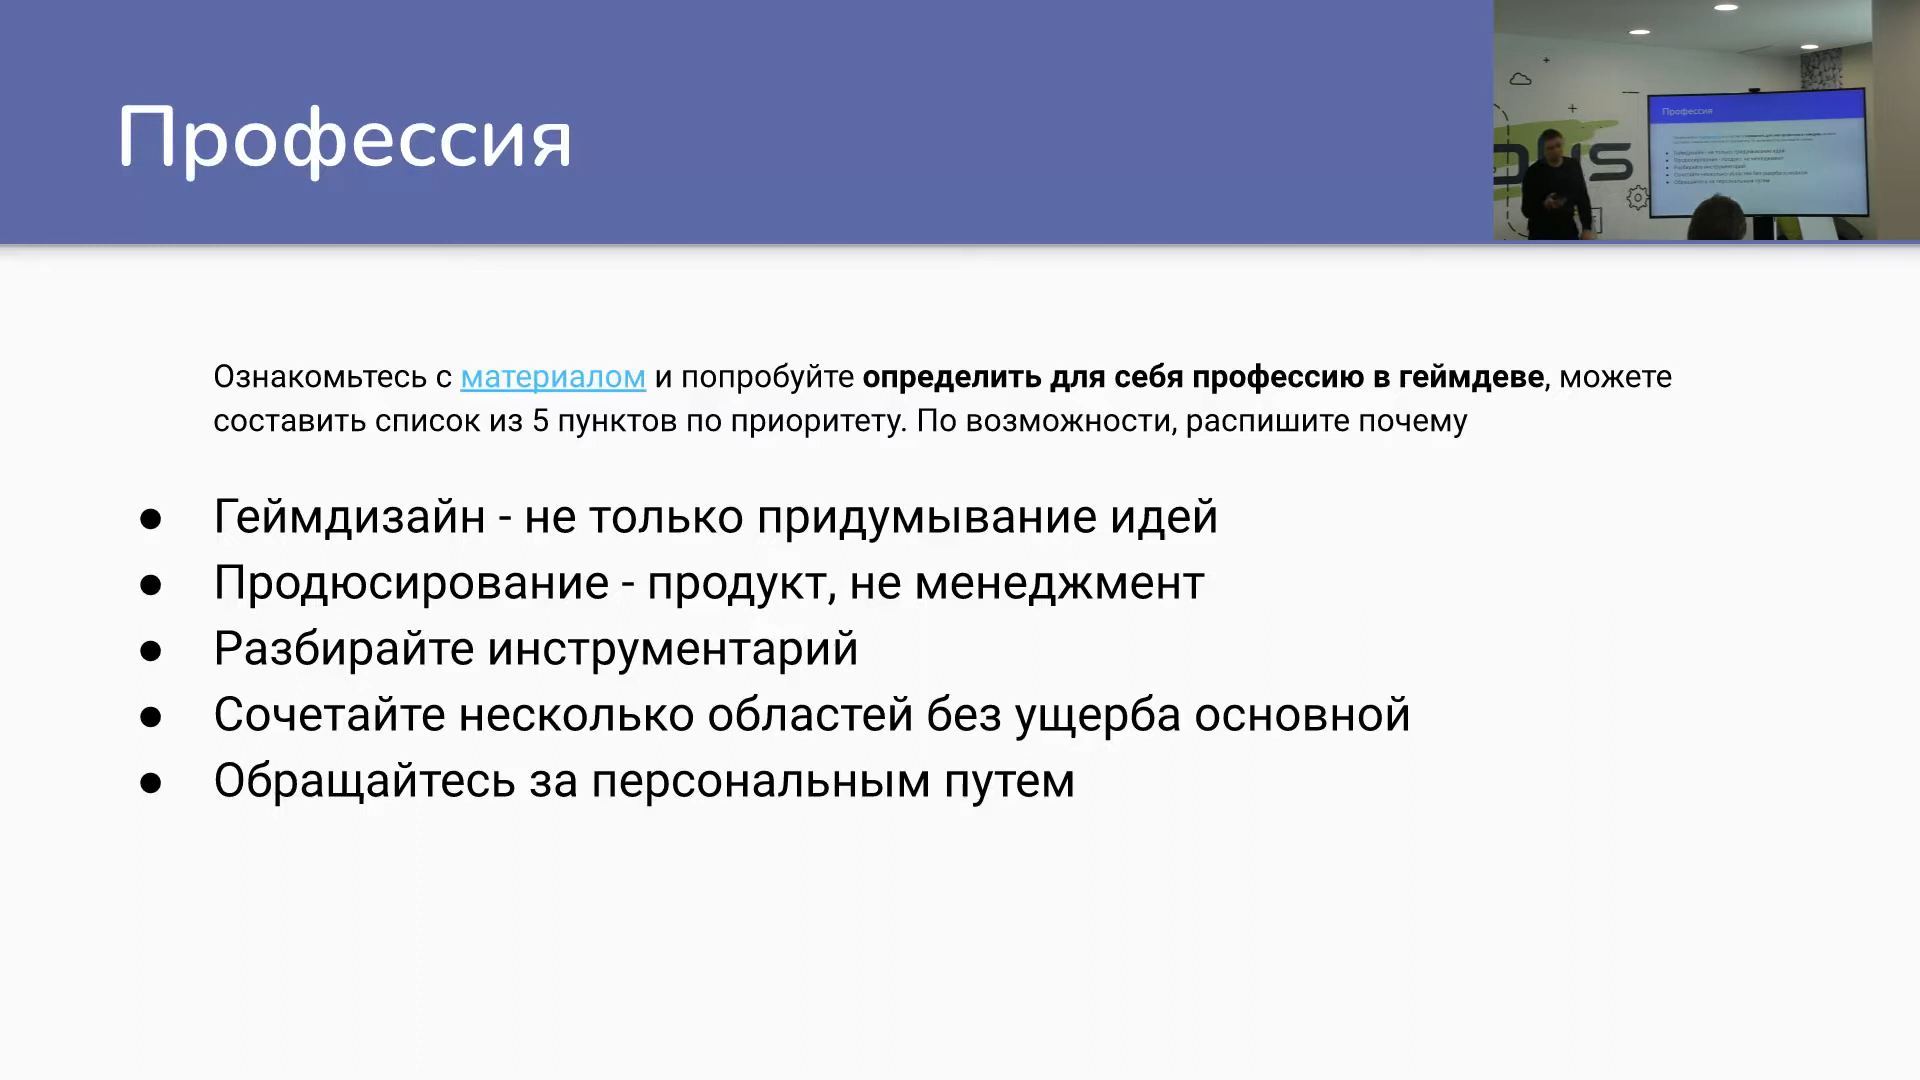 Профессия
Ознакомьтесь с материалом и попробуйте определить для себя профессию в геймдеве, можете
составить список из 5 пунктов по приоритету. По возможности, распишите почему
● Геймдизайн - не только придумывание идей
● Продюсирование - продукт, не менеджмент
● Разбирайте инструментарий
● Сочетайте несколько областей без ущерба основной
● Обращайтесь за персональным путем
Профессия